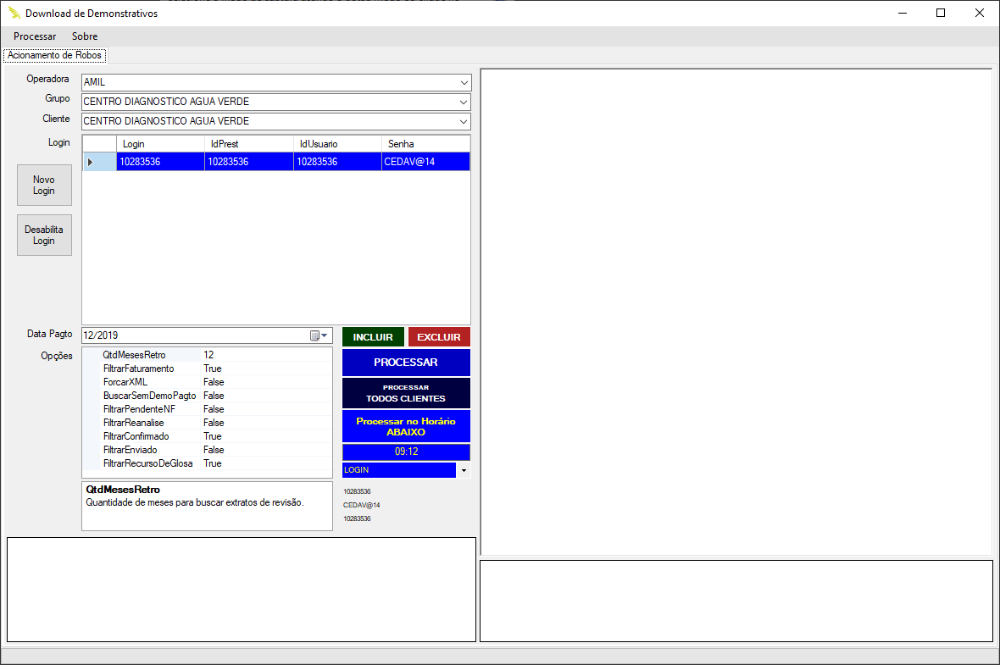 Download de Demonstrativos
Processar Sobre
Acionamento de Robos
Operadora AMIL
Grupo CENTRO DIAGNOSTICO AGUA VERDE
Cliente CENTRO DIAGNOSTICO AGUA VERDE
Login Login IdPrest IdUsuario Senha
10283536 10283536 10283536 CEDAV@14
Novo
Login
Desabilita
Login
Data Pagto 12/2019
Opções
QtdMesesRetro 12
FiltrarFaturamento True
ForcarXML False
BuscarSemDemoPagto False
FiltrarPendenteNF False
FiltrarReanalise False
FiltrarConfirmado True
FiltrarEnviado False
FiltrarRecursoDeGlosa True
QtdMesesRetro
Quantidade de meses para buscar extratos de revisão.
INCLUIR EXCLUIR
PROCESSAR
PROCESSAR
TODOS CLIENTES
Processar no Horário
ABAIXO
09:12
LOGIN
10283536
CEDAV@14
10283536